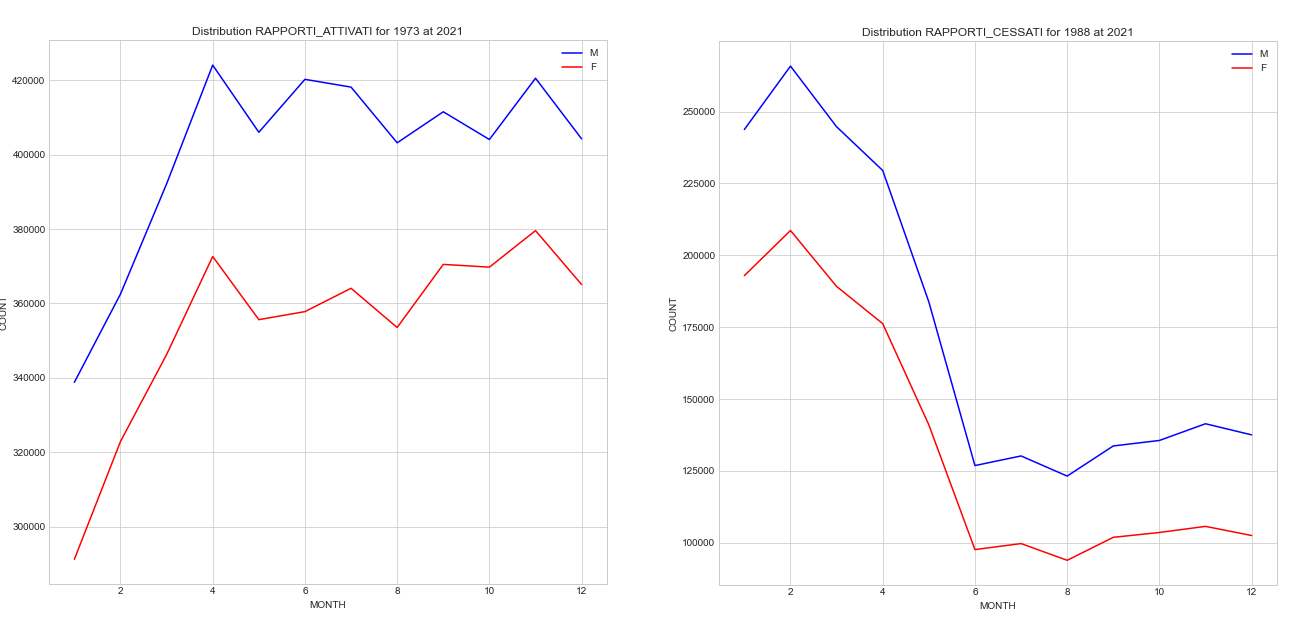 Distribution RAPPORTI_ATTIVATI for 1973 at 2021
M
F
420000
400000
380000
360000
340000
320000
300000
COUNT
2
4
6
8
10
12
MONTH
Distribution RAPPORTI_CESSATI for 1988 at 2021
M
F
250000
225000
200000
175000
150000
125000
100000
COUNT
2
4
6
8
10
12
MONTH